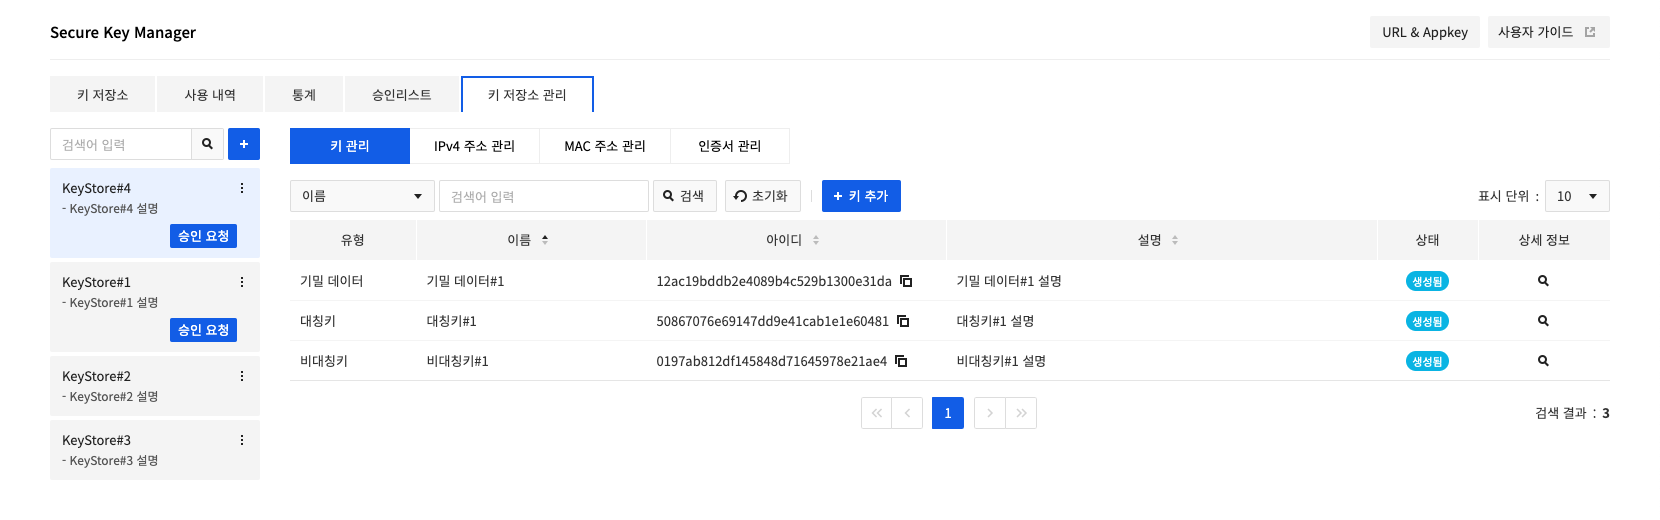 Secure Key Manager
URL & Appkey
사용자 가이드
키 저장소
사용 내역
통계
승인리스트
키 저장소 관리
검색어 입력
+
KeyStore#4
- KeyStore#4 설명
승인 요청
KeyStore#1
- KeyStore#1 설명
승인 요청
KeyStore#2
- KeyStore#2 설명
KeyStore#3
- KeyStore#3 설명
키 관리
IPv4 주소 관리
MAC 주소 관리
인증서 관리
이름
검색어 입력
검색
초기화
+ 키 추가
표시 단위 : 10
유형 이름 아이디 설명 상태 상세 정보
기밀 데이터 기밀 데이터#1 12ac19bddb2e4089b4c529b1300e31da 기밀 데이터#1 설명 생성됨
대칭키 대칭키#1 50867076e69147dd9e41cab1e1e60481 대칭키#1 설명 생성됨
비대칭키 비대칭키#1 0197ab812df145848d71645978e21ae4 비대칭키#1 설명 생성됨
« ‹ 1 › »
검색 결과 : 3